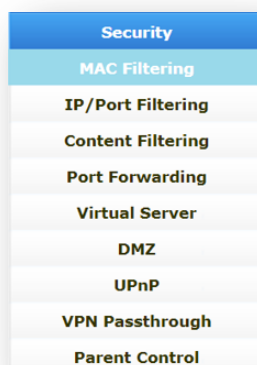 Security
MAC Filtering
IP/Port Filtering
Content Filtering
Port Forwarding
Virtual Server
DMZ
UPnP
VPN Passthrough
Parent Control